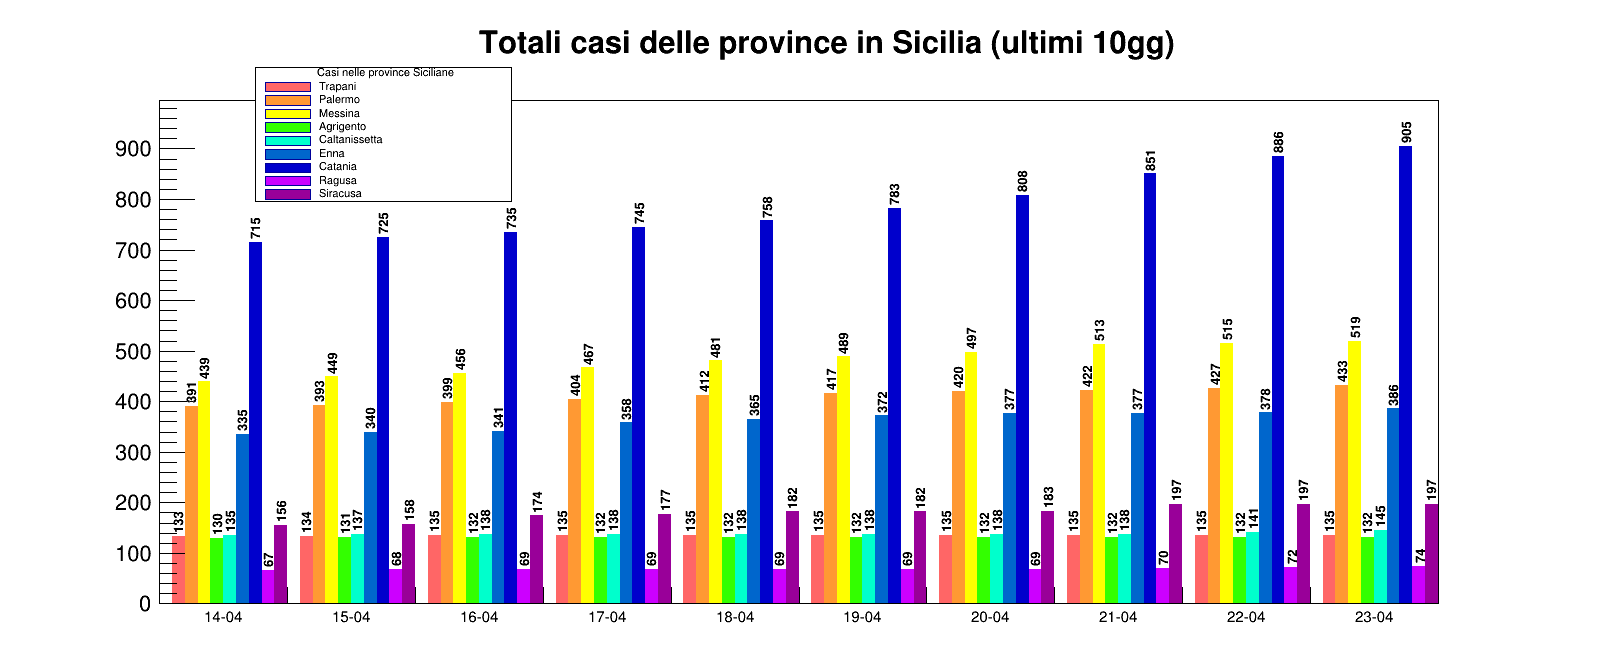 Totali casi delle province in Sicilia (ultimi 10gg)
Casi nelle province Siciliane
Trapani
Palermo
Messina
Agrigento
Caltanissetta
Enna
Catania
Ragusa
Siracusa
900
800
700
600
500
400
300
200
100
0
133 391 439 130 135 335 715 67 156
134 393 449 131 137 340 725 68 158
135 399 456 132 138 341 735 69 174
135 404 467 132 138 358 745 69 177
135 412 481 132 138 365 758 69 182
135 417 489 132 138 372 783 69 182
135 420 497 132 138 377 808 69 183
135 422 513 132 138 377 851 70 197
135 427 515 132 141 378 886 72 197
135 433 519 132 145 386 905 74 197
14-04 15-04 16-04 17-04 18-04 19-04 20-04 21-04 22-04 23-04